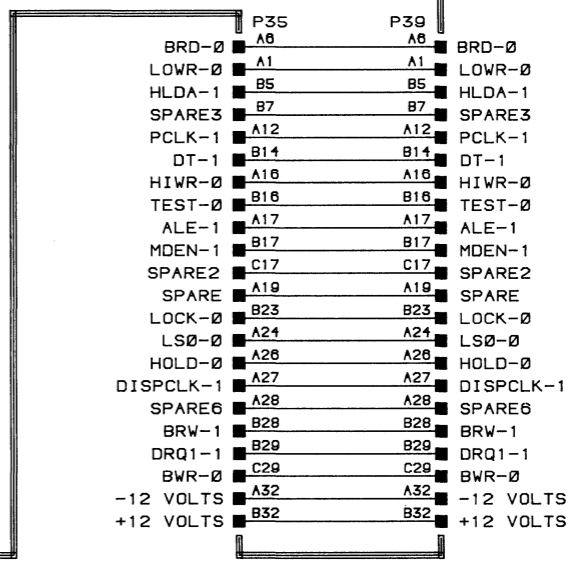 P35 P39
BRD-0 A6 A6 BRD-0
LOWR-0 A1 A1 LOWR-0
HLDA-1 B5 B5 HLDA-1
SPARE3 B7 B7 SPARE3
PCLK-1 A12 A12 PCLK-1
DT-1 B14 B14 DT-1
HIWR-0 A16 A16 HIWR-0
TEST-0 B16 B16 TEST-0
ALE-1 A17 A17 ALE-1
MDEN-1 B17 B17 MDEN-1
SPARE2 C17 C17 SPARE2
SPARE A19 A19 SPARE
LOCK-0 B23 B23 LOCK-0
LS0-0 A24 A24 LS0-0
HOLD-0 A26 A26 HOLD-0
DISPCLK-1 A27 A27 DISPCLK-1
SPARE6 A28 A28 SPARE6
BRW-1 B28 B28 BRW-1
DRQ1-1 B29 B29 DRQ1-1
BWR-0 C29 C29 BWR-0
-12 VOLTS A32 A32 -12 VOLTS
+12 VOLTS B32 B32 +12 VOLTS